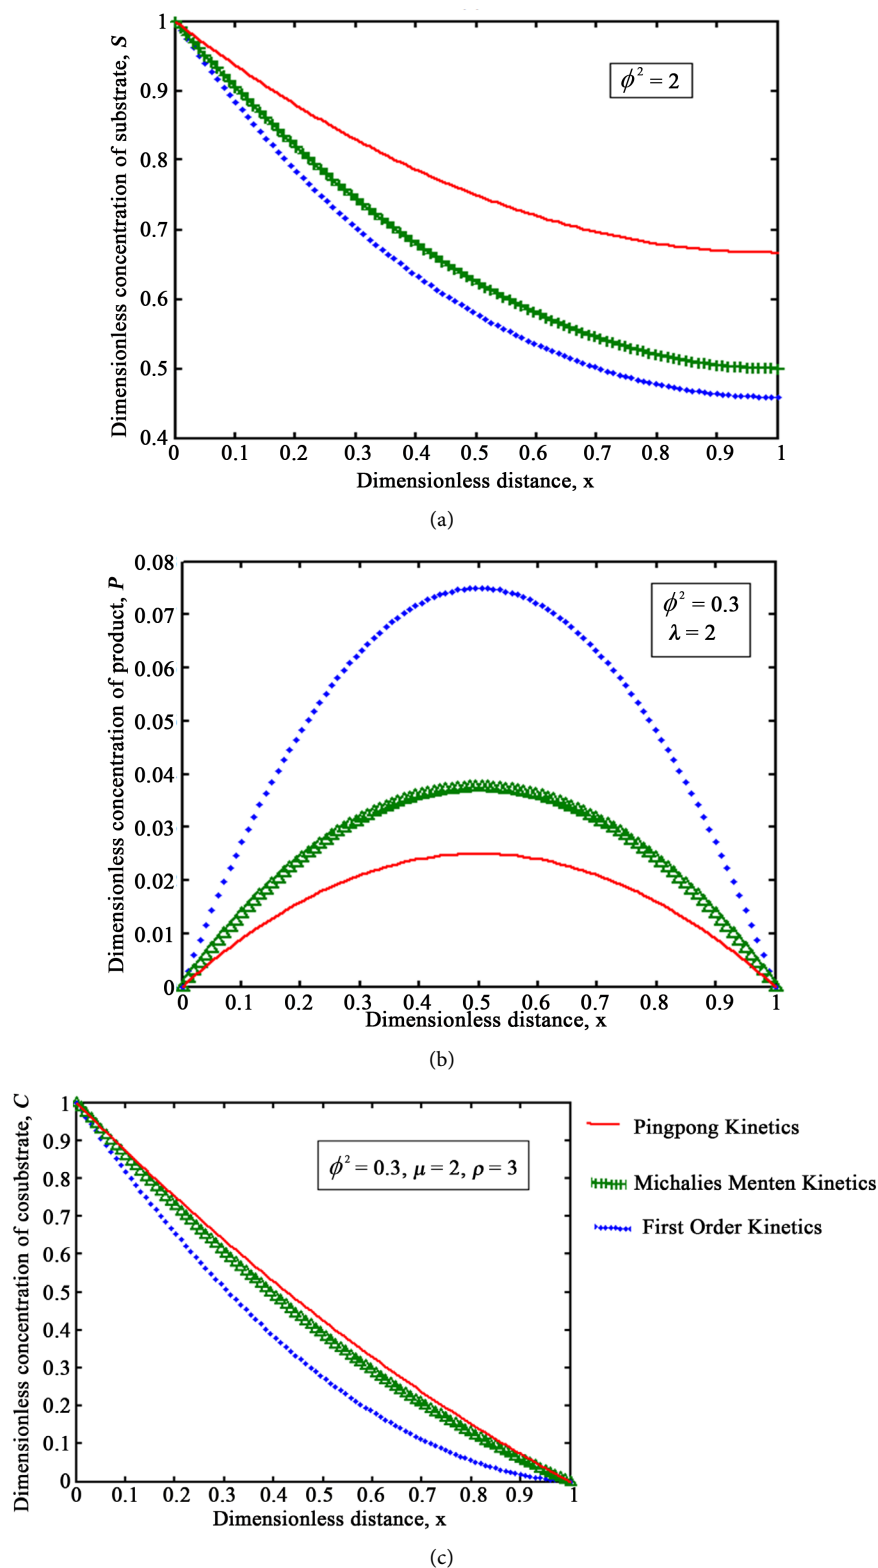 Dimensionless concentration of substrate, S
1
0.9
0.8
0.7
0.6
0.5
0.4
ϕ² = 2
0 0.1 0.2 0.3 0.4 0.5 0.6 0.7 0.8 0.9 1
Dimensionless distance, x
(a)
Dimensionless concentration of product, P
0.08
0.07
0.06
0.05
0.04
0.03
0.02
0.01
0
ϕ² = 0.3
λ = 2
0 0.1 0.2 0.3 0.4 0.5 0.6 0.7 0.8 0.9 1
Dimensionless distance, x
(b)
Dimensionless concentration of cosubstrate, C
1
0.9
0.8
0.7
0.6
0.5
0.4
0.3
0.2
0.1
0
ϕ² = 0.3, μ = 2, ρ = 3
Pingpong Kinetics
Michalies Menten Kinetics
First Order Kinetics
0 0.1 0.2 0.3 0.4 0.5 0.6 0.7 0.8 0.9 1
Dimensionless distance, x
(c)